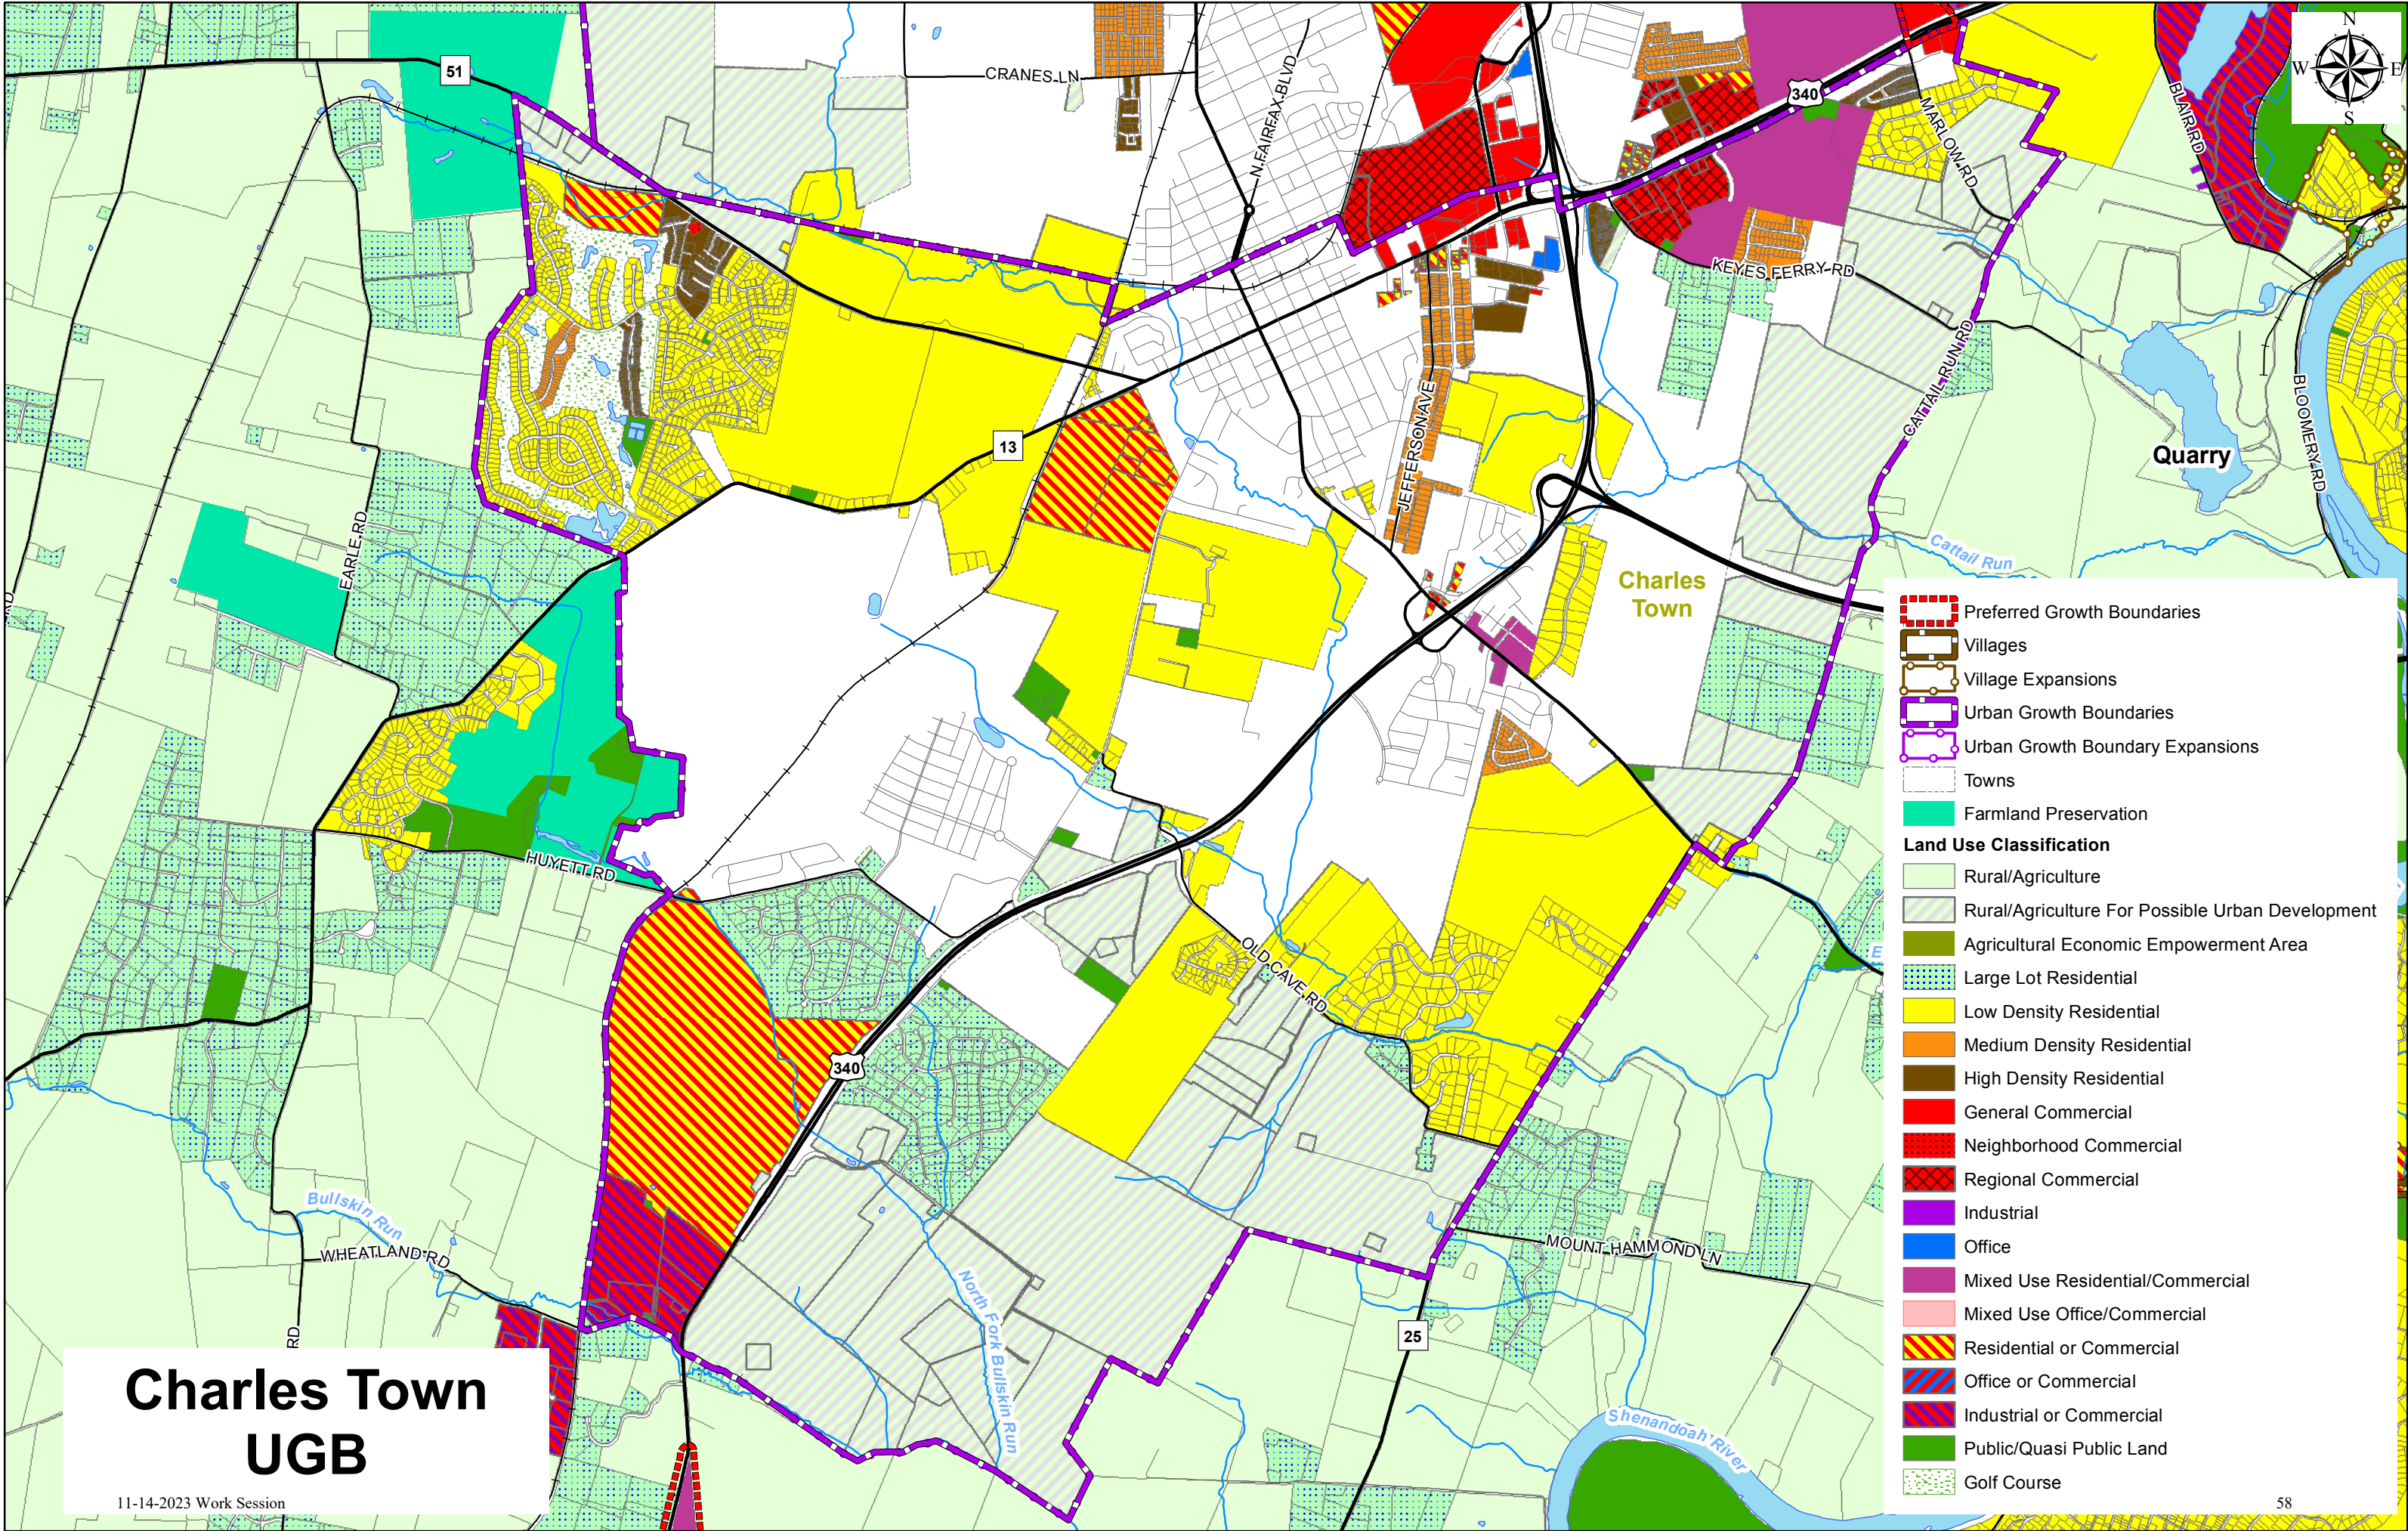 N
W E
S
51
CRANES LN
N FAIRFAX BLVD
340
MARLOW RD
BLAIR RD
KEYES FERRY RD
CATTAIL RUN RD
BLOOMERY RD
Quarry
13
JEFFERSON AVE
EARLE RD
RD
Cattail Run
Charles
Town
HUYETT RD
OLD CAVE RD
340
Bullskin Run
WHEATLAND RD
RD
North Fork Bullskin Run
MOUNT HAMMOND LN
25
Shenandoah River
E
Preferred Growth Boundaries
Villages
Village Expansions
Urban Growth Boundaries
Urban Growth Boundary Expansions
Towns
Farmland Preservation
Land Use Classification
Rural/Agriculture
Rural/Agriculture For Possible Urban Development
Agricultural Economic Empowerment Area
Large Lot Residential
Low Density Residential
Medium Density Residential
High Density Residential
General Commercial
Neighborhood Commercial
Regional Commercial
Industrial
Office
Mixed Use Residential/Commercial
Mixed Use Office/Commercial
Residential or Commercial
Office or Commercial
Industrial or Commercial
Public/Quasi Public Land
Golf Course
Charles Town
UGB
11-14-2023 Work Session
58